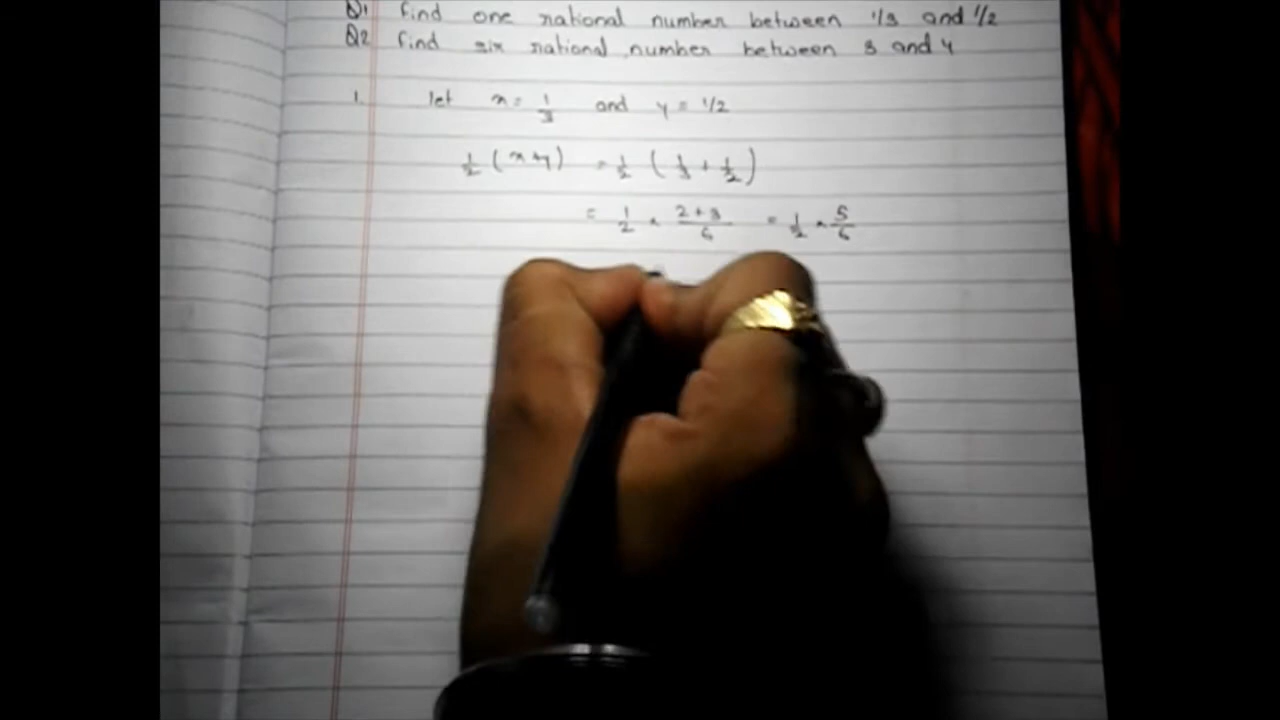 Q1 find one rational number between 1/3 and 1/2
Q2 find six rational number between 3 and 4
1. let x = 1/3 and y = 1/2
1/2 (x+y) = 1/2 (1/3 + 1/2)
= 1/2 × 2+3/6 = 1/2 × 5/6